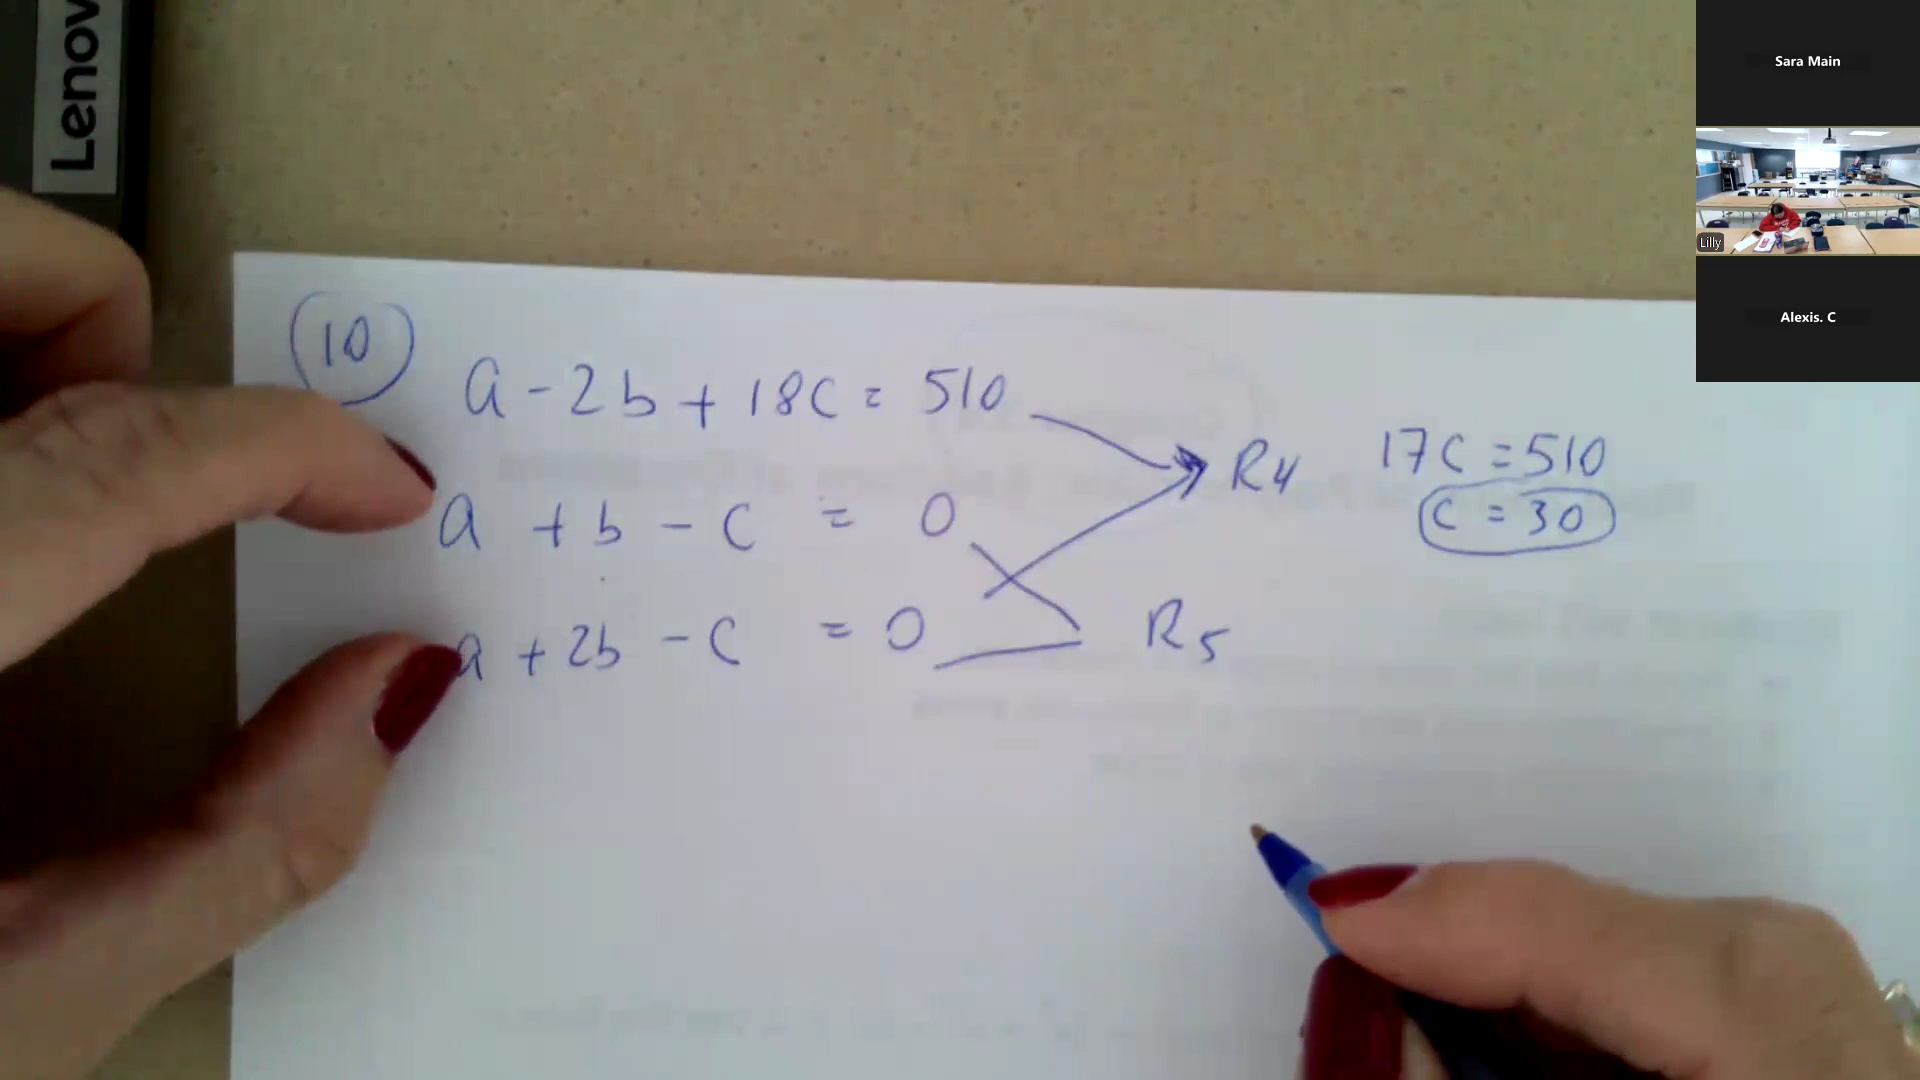 Lenov
Sara Main
Lilly
Alexis. C
(10)
a - 2b + 18c = 510
a + b - c = 0
a + 2b - c = 0
R4
17c = 510
c = 30
R5